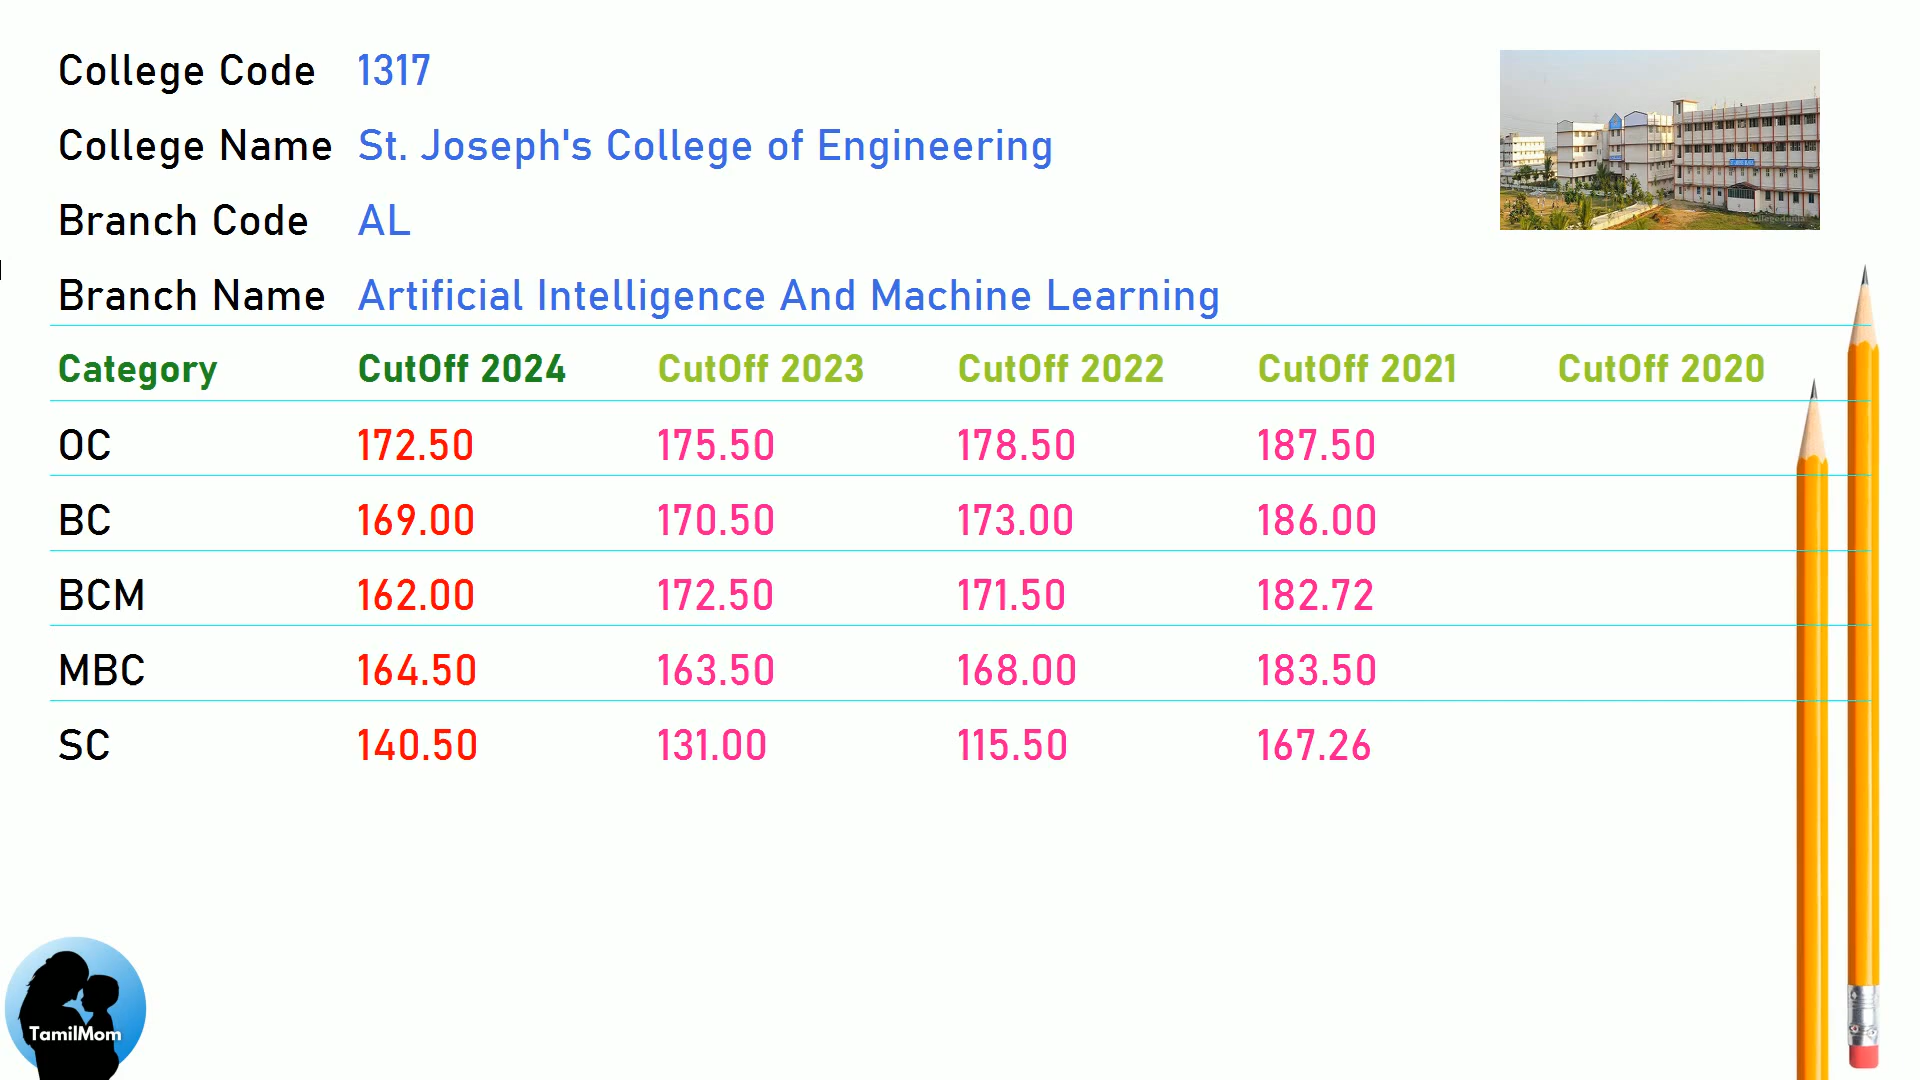 College Code 1317
College Name St. Joseph's College of Engineering
Branch Code AL
Branch Name Artificial Intelligence And Machine Learning
Category CutOff 2024 CutOff 2023 CutOff 2022 CutOff 2021 CutOff 2020
OC 172.50 175.50 178.50 187.50
BC 169.00 170.50 173.00 186.00
BCM 162.00 172.50 171.50 182.72
MBC 164.50 163.50 168.00 183.50
SC 140.50 131.00 115.50 167.26
TamilMom